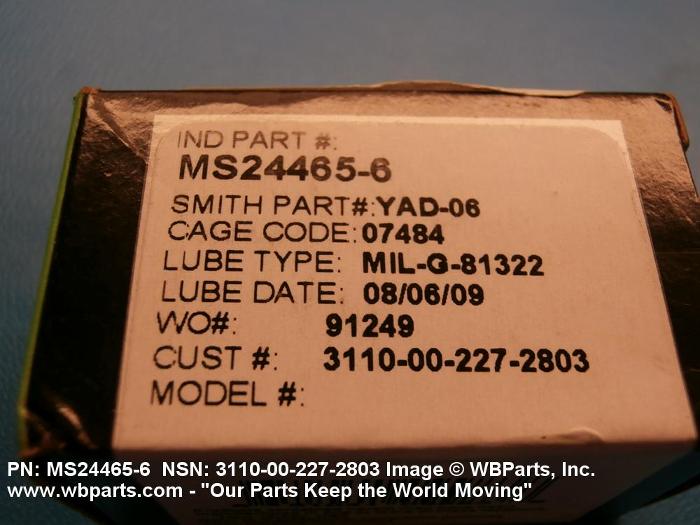 IND PART #:
MS24465-6
SMITH PART#:YAD-06
CAGE CODE:07484
LUBE TYPE: MIL-G-81322
LUBE DATE: 08/06/09
WO#: 91249
CUST #: 3110-00-227-2803
MODEL #:
PN: MS24465-6 NSN: 3110-00-227-2803 Image © WBParts, Inc.
www.wbparts.com - "Our Parts Keep the World Moving"